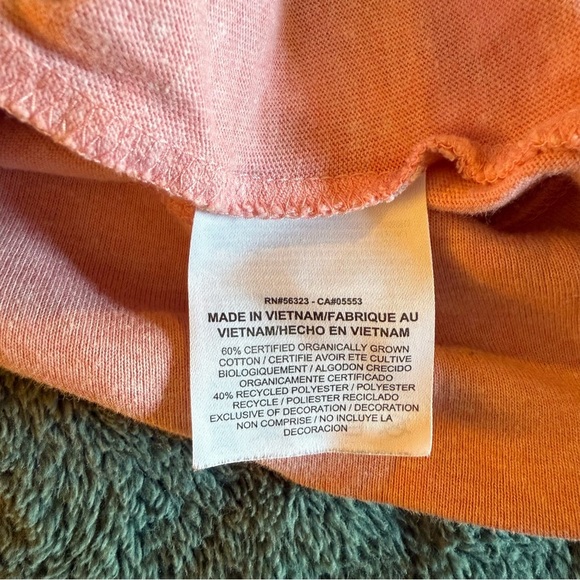 RN#56323 - CA#05553
MADE IN VIETNAM/FABRIQUE AU
VIETNAM/HECHO EN VIETNAM
60% CERTIFIED ORGANICALLY GROWN
COTTON / CERTIFIE AVOIR ETE CULTIVE
BIOLOGIQUEMENT / ALGODON CRECIDO
ORGANICAMENTE CERTIFICADO
40% RECYCLED POLYESTER / POLYESTER
RECYCLE / POLIESTER RECICLADO
EXCLUSIVE OF DECORATION / DECORATION
NON COMPRISE / NO INCLUYE LA
DECORACION